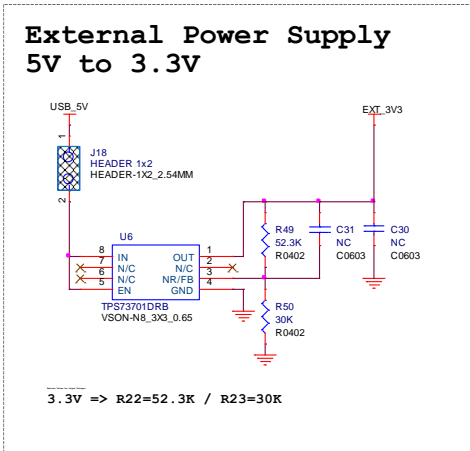 External Power Supply
5V to 3.3V
USB_5V
EXT_3V3
1
J18
HEADER 1x2
HEADER-1X2_2.54MM
2
U6
8 IN OUT 1
7 N/C N/C 2
6 N/C NR/FB 3
5 EN GND 4
TPS73701DRB
VSON-N8_3X3_0.65
R49
52.3K
R0402
C31
NC
C0603
C30
NC
C0603
R50
30K
R0402
3.3V => R22=52.3K / R23=30K